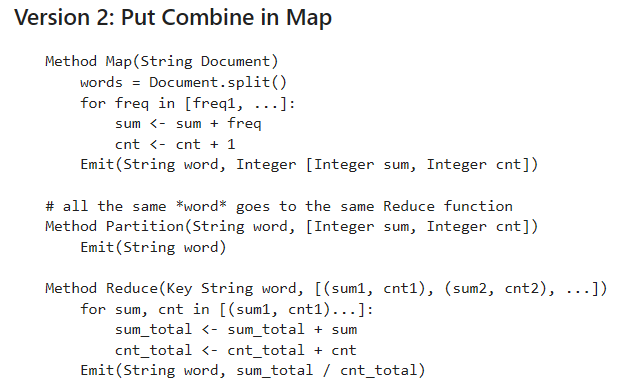 Version 2: Put Combine in Map
Method Map(String Document)
    words = Document.split()
    for freq in [freq1, ...]:
        sum <- sum + freq
        cnt <- cnt + 1
    Emit(String word, Integer [Integer sum, Integer cnt])
# all the same *word* goes to the same Reduce function
Method Partition(String word, [Integer sum, Integer cnt])
    Emit(String word)
Method Reduce(Key String word, [(sum1, cnt1), (sum2, cnt2), ...])
    for sum, cnt in [(sum1, cnt1)...]:
        sum_total <- sum_total + sum
        cnt_total <- cnt_total + cnt
    Emit(String word, sum_total / cnt_total)